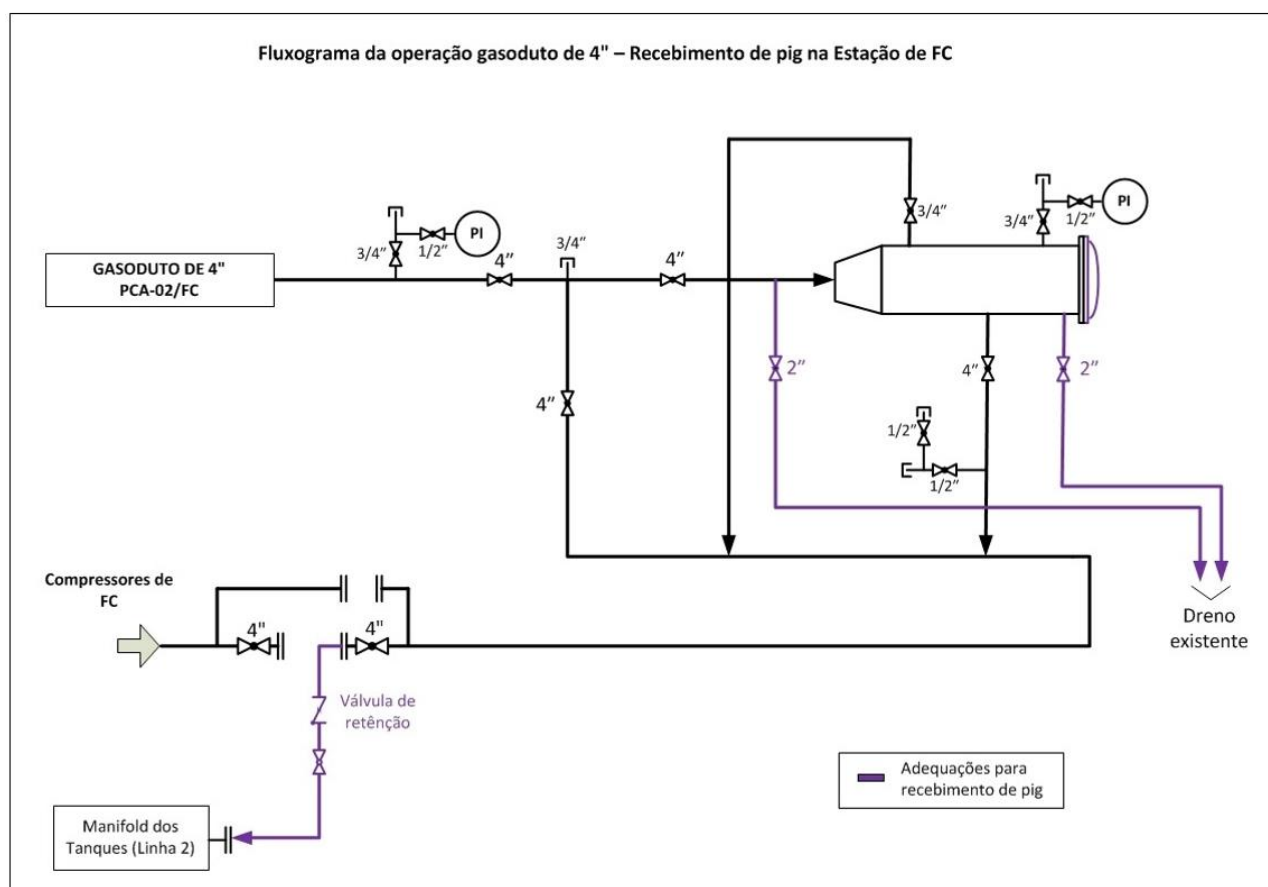 Fluxograma da operação gasoduto de 4" – Recebimento de pig na Estação de FC
3/4"
PI
1/2"
3/4"
3/4"
PI
3/4"
1/2"
3/4"
GASODUTO DE 4"
PCA-02/FC
4"
4"
2"
4"
2"
4"
1/2"
1/2"
Compressores de
FC
4"
4"
Dreno
existente
Válvula de
retênção
Adequações para
recebimento de pig
Manifold dos
Tanques (Linha 2)